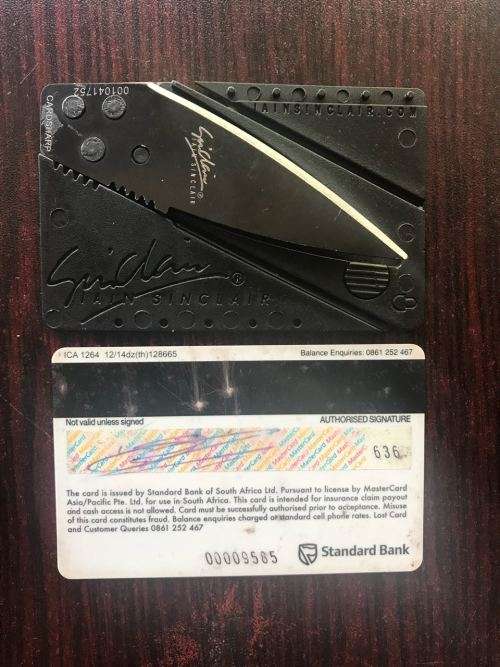 001041752
CARDSHARP
IAINSINCLAIR.COM
Sinclair®
IAIN SINCLAIR
Sinclair®
IAIN SINCLAIR
ICA 1264 12/14dz(th)128665
Balance Enquiries: 0861 252 467
Not valid unless signed
AUTHORISED SIGNATURE
636
The card is issued by Standard Bank of South Africa Ltd. Pursuant to license by MasterCard
Asia/Pacific Pte. Ltd. for use in South Africa. This card is intended for insurance claim payout
and cash access is not allowed. Card must be successfully authorised prior to acceptance. Misuse
of this card constitutes fraud. Balance enquiries charged at standard cell phone rates. Lost Card
and Customer Queries 0861 252 467
00009585
Standard Bank